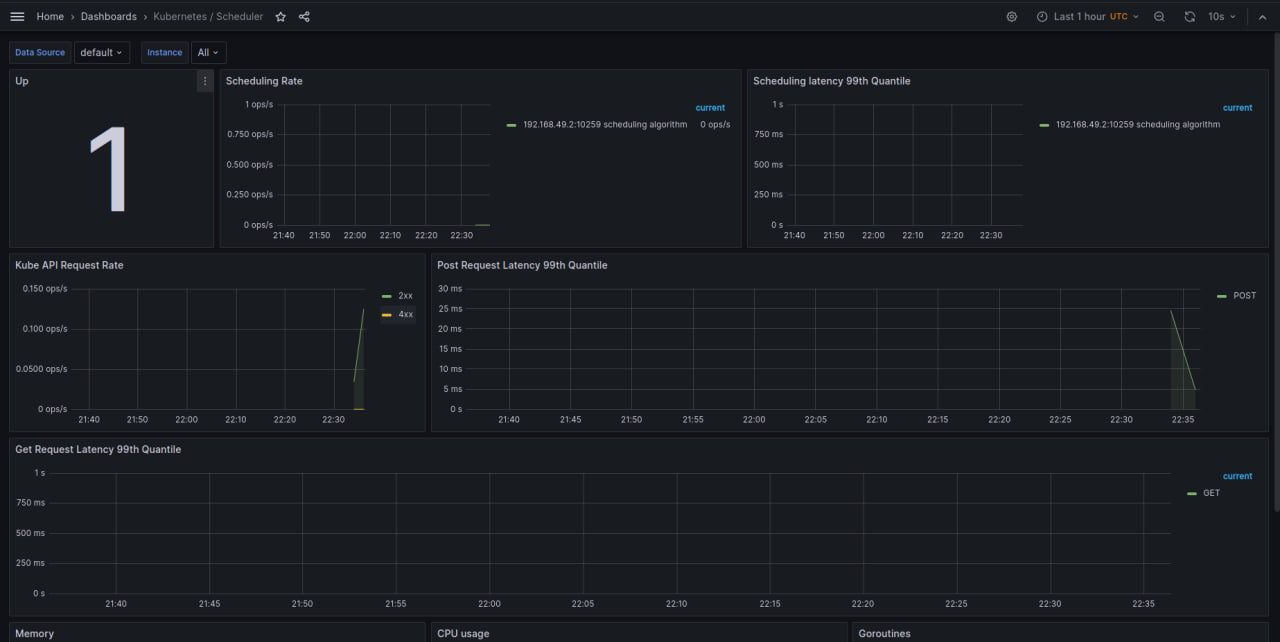 Home › Dashboards › Kubernetes / Scheduler
Last 1 hour UTC
10s
Data Source default Instance All
Up
1
Scheduling Rate
1 ops/s
0.750 ops/s
0.500 ops/s
0.250 ops/s
0 ops/s
21:40 21:50 22:00 22:10 22:20 22:30
current
192.168.49.2:10259 scheduling algorithm 0 ops/s
Scheduling latency 99th Quantile
1 s
750 ms
500 ms
250 ms
0 s
21:40 21:50 22:00 22:10 22:20 22:30
current
192.168.49.2:10259 scheduling algorithm
Kube API Request Rate
0.150 ops/s
0.100 ops/s
0.0500 ops/s
0 ops/s
21:40 21:50 22:00 22:10 22:20 22:30
2xx
4xx
Post Request Latency 99th Quantile
30 ms
25 ms
20 ms
15 ms
10 ms
5 ms
0 s
21:40 21:45 21:50 21:55 22:00 22:05 22:10 22:15 22:20 22:25 22:30 22:35
POST
Get Request Latency 99th Quantile
1 s
750 ms
500 ms
250 ms
0 s
21:40 21:45 21:50 21:55 22:00 22:05 22:10 22:15 22:20 22:25 22:30 22:35
current
GET
Memory
CPU usage
Goroutines